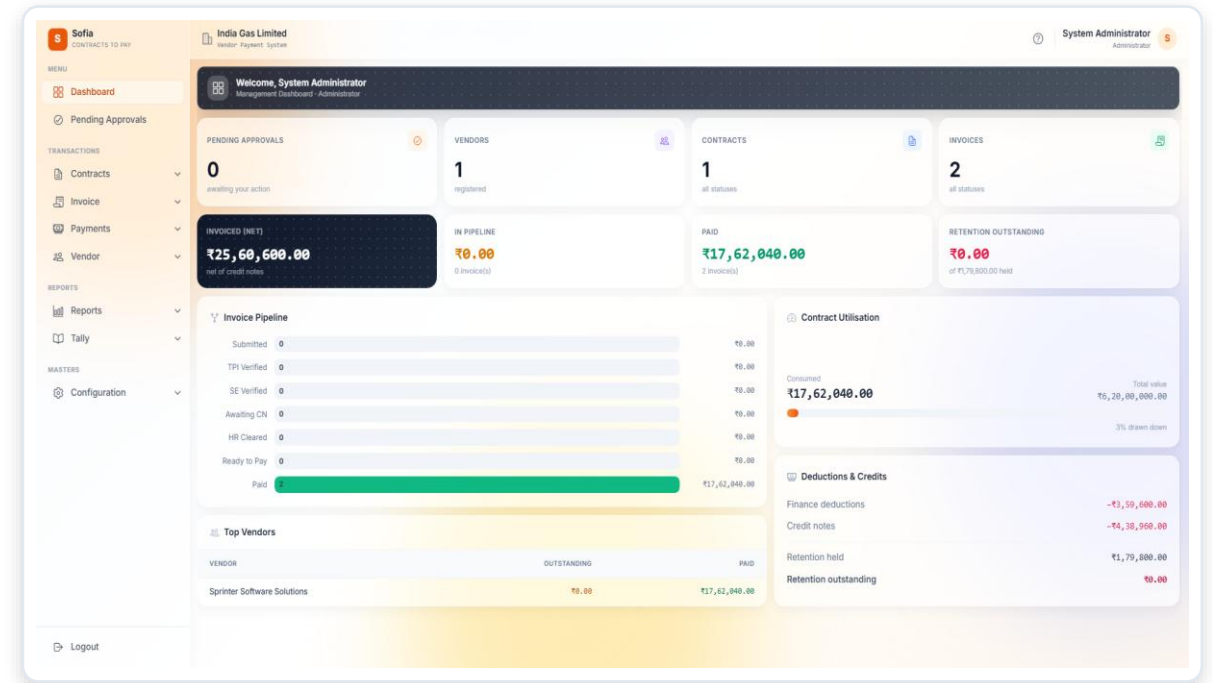 S
Sofia
CONTRACTS TO PAY
MENU
Dashboard
Pending Approvals
TRANSACTIONS
Contracts
Invoice
Payments
Vendor
REPORTS
Reports
Tally
MASTERS
Configuration
Logout
India Gas Limited
Vendor Payment System
System Administrator
Administrator
S
Welcome, System Administrator
Management Dashboard · Administrator
PENDING APPROVALS
0
awaiting your action
VENDORS
1
registered
CONTRACTS
1
all statuses
INVOICES
2
all statuses
INVOICED (NET)
₹25,60,600.00
net of credit notes
IN PIPELINE
₹0.00
0 invoice(s)
PAID
₹17,62,040.00
2 invoice(s)
RETENTION OUTSTANDING
₹0.00
of ₹1,79,800.00 held
Invoice Pipeline
Submitted 0 ₹0.00
TPI Verified 0 ₹0.00
SE Verified 0 ₹0.00
Awaiting CN 0 ₹0.00
HR Cleared 0 ₹0.00
Ready to Pay 0 ₹0.00
Paid 2 ₹17,62,040.00
Top Vendors
VENDOR OUTSTANDING PAID
Sprinter Software Solutions ₹0.00 ₹17,62,040.00
Contract Utilisation
Consumed Total value
₹17,62,040.00 ₹6,20,00,000.00
3% drawn down
Deductions & Credits
Finance deductions -₹3,59,600.00
Credit notes -₹4,38,960.00
Retention held ₹1,79,800.00
Retention outstanding ₹0.00